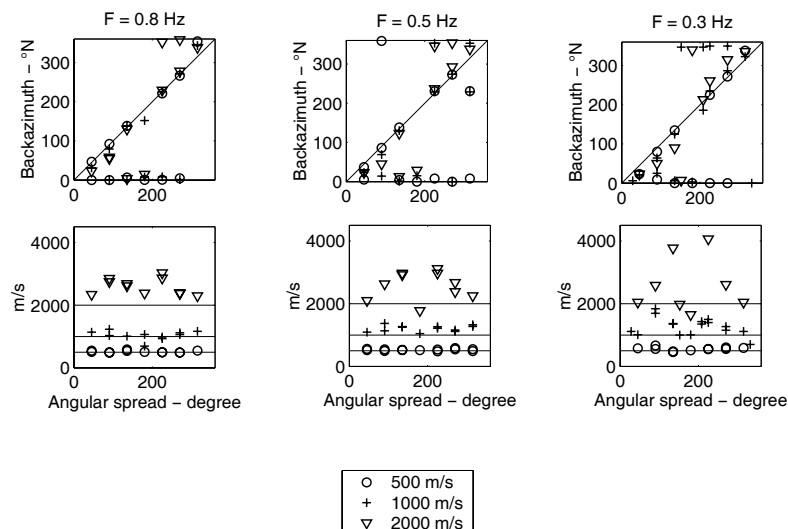 F = 0.8 Hz
F = 0.5 Hz
F = 0.3 Hz
Backazimuth – °N
300
200
100
0
0
200
Backazimuth – °N
300
200
100
0
0
200
Backazimuth – °N
300
200
100
0
0
200
m/s
4000
2000
0
0
200
Angular spread – degree
m/s
4000
2000
0
0
200
Angular spread – degree
m/s
4000
2000
0
0
200
Angular spread – degree
500 m/s
1000 m/s
2000 m/s